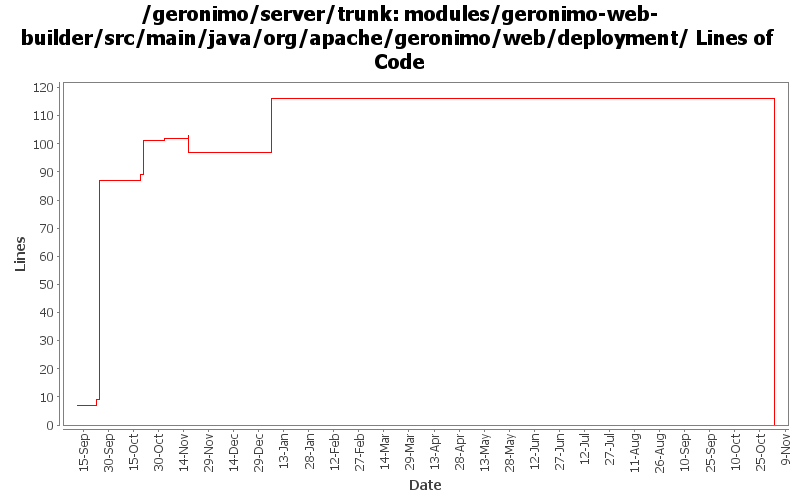 /geronimo/server/trunk: modules/geronimo-web-
builder/src/main/java/org/apache/geronimo/web/deployment/ Lines of
Code
120
110
100
90
80
70
60
50
40
30
20
10
0
Lines
15-Sep
30-Sep
15-Oct
30-Oct
14-Nov
29-Nov
14-Dec
29-Dec
13-Jan
28-Jan
12-Feb
27-Feb
14-Mar
29-Mar
13-Apr
28-Apr
13-May
28-May
12-Jun
27-Jun
12-Jul
27-Jul
11-Aug
26-Aug
10-Sep
25-Sep
10-Oct
25-Oct
9-Nov
Date